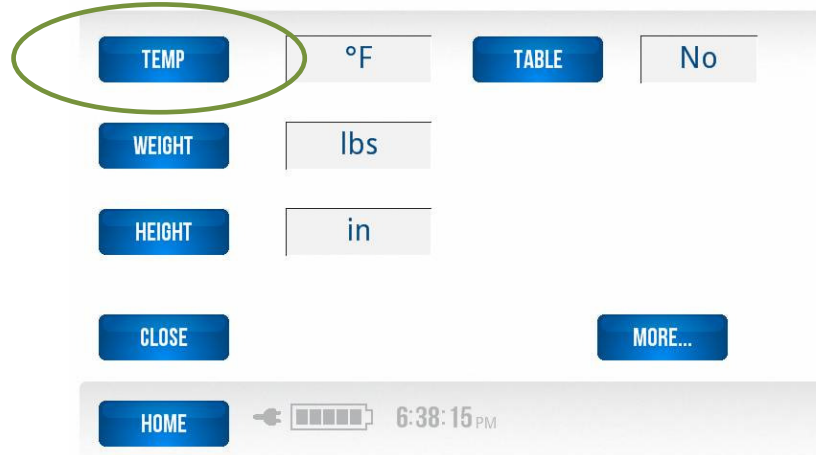 TEMP °F TABLE No
WEIGHT lbs
HEIGHT in
CLOSE MORE...
HOME 6:38:15 PM